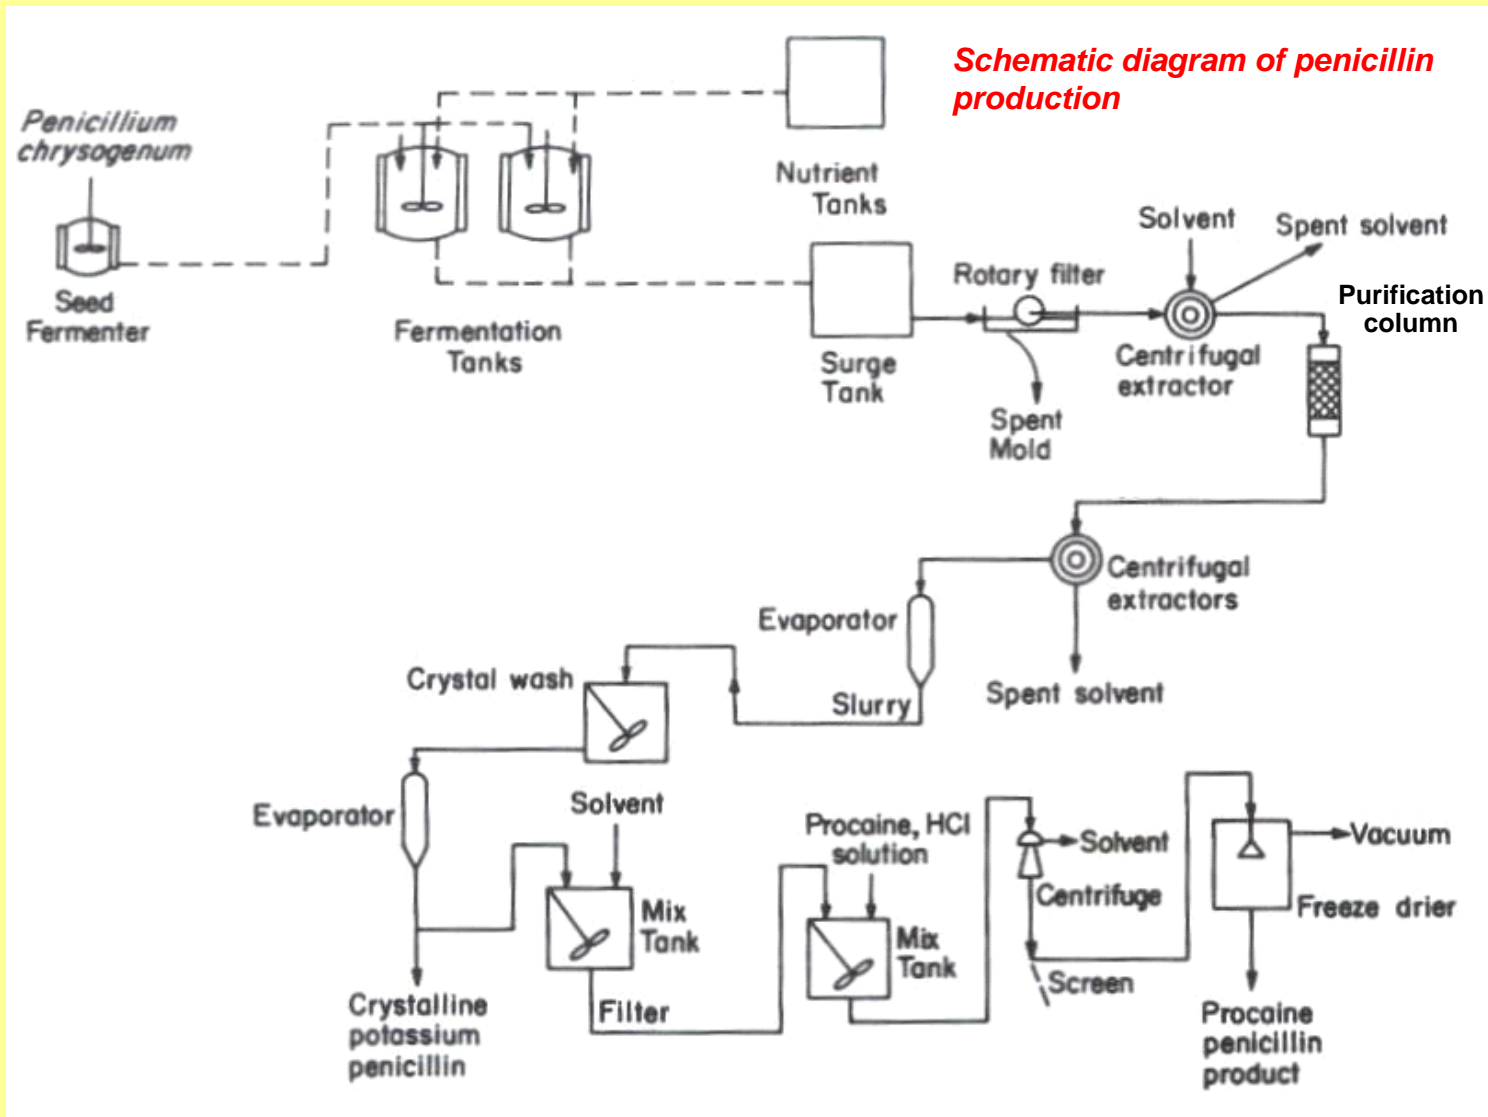 Schematic diagram of penicillin
production
Penicillium
chrysogenum
Seed
Fermenter
Fermentation
Tanks
Nutrient
Tanks
Surge
Tank
Rotary filter
Spent
Mold
Solvent
Spent solvent
Centrifugal
extractor
Purification
column
Centrifugal
extractors
Spent solvent
Evaporator
Slurry
Crystal wash
Evaporator
Crystalline
potassium
penicillin
Solvent
Mix
Tank
Filter
Procaine, HCl
solution
Mix
Tank
Solvent
Centrifuge
Screen
Vacuum
Freeze drier
Procaine
penicillin
product